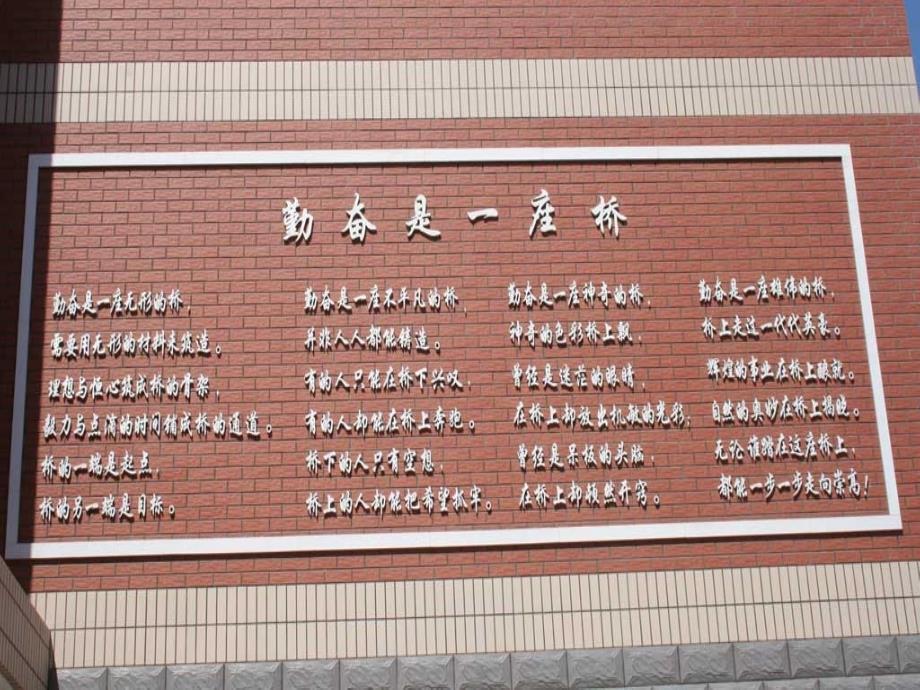 勤奋是一座桥
勤奋是一座无形的桥，
需要用无形的材料来筑造。
理想与恒心筑成桥的骨架，
毅力与点滴的时间铺成桥的通道。
桥的一端是起点，
桥的另一端是目标。
勤奋是一座不平凡的桥，
并非人人都能铸造。
有的人只能在桥下兴叹，
有的人却能在桥上奔跑。
桥下的人只有空想，
桥上的人却能把希望抓牢。
勤奋是一座神奇的桥，
神奇的色彩桥上飘，
曾经是迷茫的眼睛，
在桥上却放出机敏的光彩；
曾经是呆板的头脑，
在桥上却顿然开窍。
勤奋是一座雄伟的桥，
桥上走过一代代英豪。
辉煌的事业在桥上酿就。
自然的奥妙在桥上揭晓。
无论谁踏在这座桥上，
都能一步一步走向崇高！